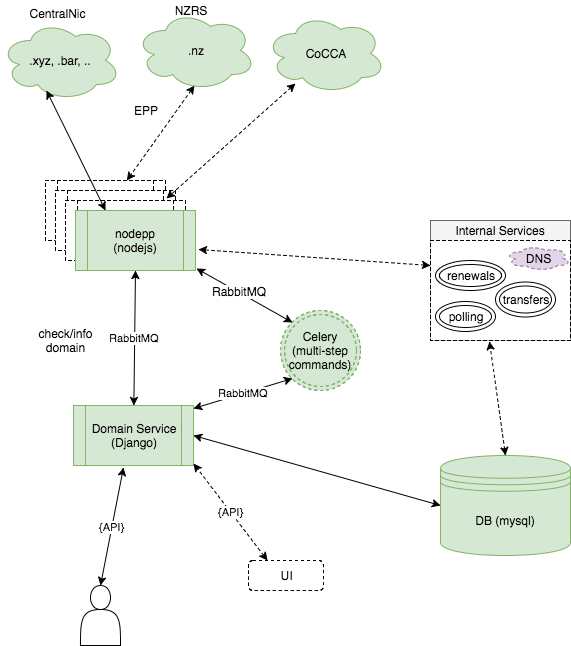 CentralNic
NZRS
.xyz, .bar, ..
.nz
CoCCA
EPP
nodepp
(nodejs)
Internal Services
DNS
renewals
transfers
polling
RabbitMQ
check/info
domain
RabbitMQ
Celery
(multi-step
commands)
RabbitMQ
Domain Service
(Django)
{API}
{API}
DB (mysql)
UI